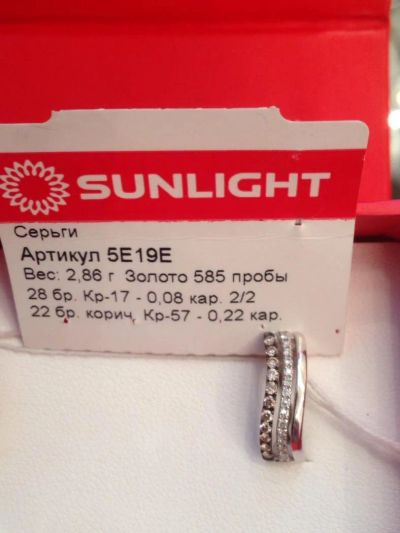 SUNLIGHT
Серьги
Артикул 5E19E
Вес: 2,86 г Золото 585 пробы
28 бр. Кр-17 - 0,08 кар. 2/2
22 бр. корич. Кр-57 - 0,22 кар.